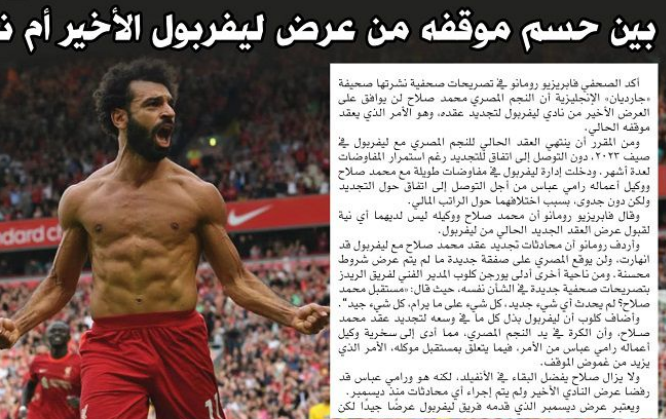 بين حسم موقفه من عرض ليفربول الأخير أم
أكد الصحفي فابريزيو رومانو في تصريحات صحفية نشرتها صحيفة
«جارديان» الإنجليزية أن النجم المصري محمد صلاح لن يوافق على
العرض الأخير من نادي ليفربول لتجديد عقده، وهو الأمر الذي يعقد
موقفه الحالي.
ومن المقرر أن ينتهي العقد الحالي للنجم المصري مع ليفربول في
صيف ٢٠٢٣، دون التوصل إلى اتفاق للتجديد رغم استمرار المفاوضات
لعدة أشهر. ودخلت إدارة ليفربول في مفاوضات طويلة مع محمد صلاح
ووكيل أعماله رامي عباس من أجل التوصل إلى اتفاق حول التجديد
ولكن دون جدوى، بسبب اختلافهما حول الراتب المالي.
وقال فابريزيو رومانو أن محمد صلاح ووكيله ليس لديهما أي نية
لقبول عرض العقد الجديد الحالي من ليفربول.
وأردف رومانو أن محادثات تجديد عقد محمد صلاح مع ليفربول قد
انهارت، ولن يوقع المصري على صفقة جديدة ما لم يتم عرض شروط
محسنة. ومن ناحية أخرى أدلى يورجن كلوب المدير الفني لفريق الريدز
بتصريحات صحفية جديدة في الشأن نفسه، حيث قال: «مستقبل محمد
صلاح؟ لم يحدث أي شيء جديد، كل شيء على ما يرام، كل شيء جيد".
وأضاف كلوب أن ليفربول بذل كل ما في وسعه لتجديد عقد محمد
صلاح، وأن الكرة في يد النجم المصري، مما أدى إلى سخرية وكيل
أعماله رامي عباس من الأمر، فيما يتعلق بمستقبل موكله، الأمر الذي
يزيد من غموض الموقف.
ولا يزال صلاح يفضل البقاء في الأنفيلد، لكنه هو ورامي عباس قد
رفضا عرض النادي الأخير ولم يتم إجراء أي محادثات منذ ديسمبر.
ويعتبر عرض ديسمبر الذي قدمه فريق ليفربول عرضًا جيدًا لكن